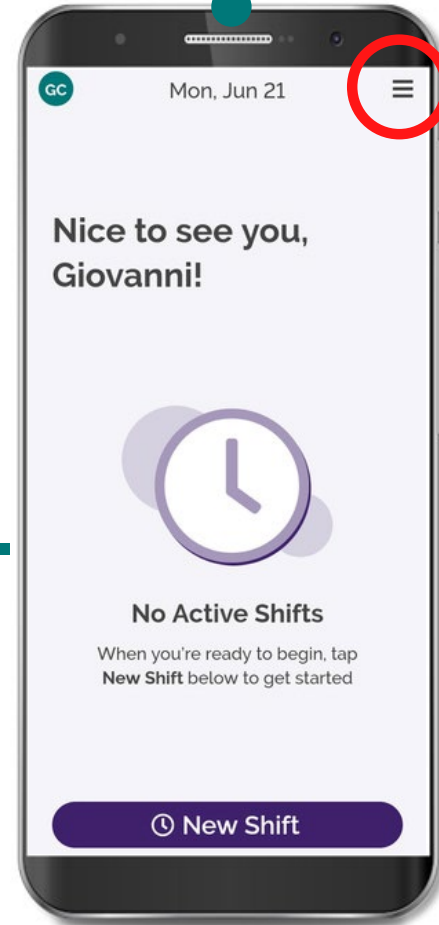 GC
Mon, Jun 21
Nice to see you,
Giovanni!
No Active Shifts
When you're ready to begin, tap
New Shift below to get started
New Shift